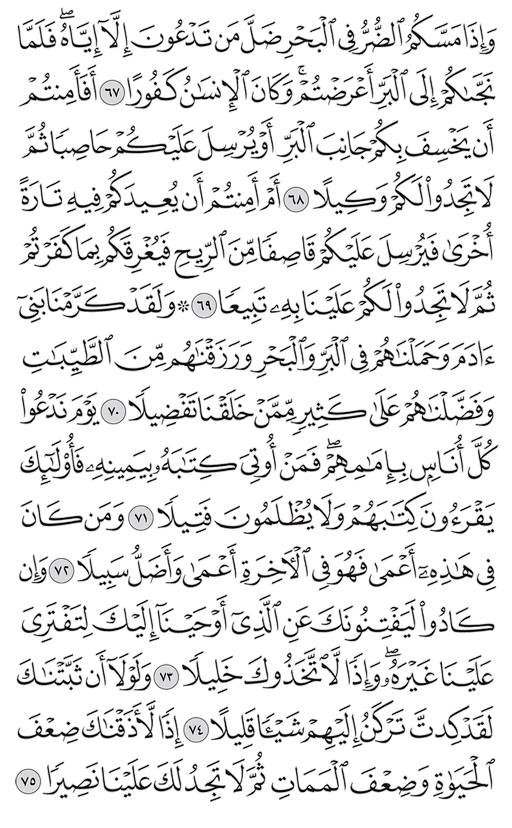 وَإِذَا مَسَّكُمُ ٱلضُّرُّ فِي ٱلۡبَحۡرِ ضَلَّ مَن تَدۡعُونَ إِلَّآ إِيَّاهُۖ فَلَمَّا
نَجَّىٰكُمۡ إِلَى ٱلۡبَرِّ أَعۡرَضۡتُمۡۚ وَكَانَ ٱلۡإِنسَٰنُ كَفُورًا ٦٧ أَفَأَمِنتُمۡ
أَن يَخۡسِفَ بِكُمۡ جَانِبَ ٱلۡبَرِّ أَوۡ يُرۡسِلَ عَلَيۡكُمۡ حَاصِبٗا ثُمَّ
لَا تَجِدُواْ لَكُمۡ وَكِيلًا ٦٨ أَمۡ أَمِنتُمۡ أَن يُعِيدَكُمۡ فِيهِ تَارَةً
أُخۡرَىٰ فَيُرۡسِلَ عَلَيۡكُمۡ قَاصِفٗا مِّنَ ٱلرِّيحِ فَيُغۡرِقَكُم بِمَا كَفَرۡتُمۡ
ثُمَّ لَا تَجِدُواْ لَكُمۡ عَلَيۡنَا بِهِۦ تَبِيعٗا ٦٩ ۞ وَلَقَدۡ كَرَّمۡنَا بَنِيٓ
ءَادَمَ وَحَمَلۡنَٰهُمۡ فِي ٱلۡبَرِّ وَٱلۡبَحۡرِ وَرَزَقۡنَٰهُم مِّنَ ٱلطَّيِّبَٰتِ
وَفَضَّلۡنَٰهُمۡ عَلَىٰ كَثِيرٖ مِّمَّنۡ خَلَقۡنَا تَفۡضِيلٗا ٧٠ يَوۡمَ نَدۡعُواْ
كُلَّ أُنَاسِۭ بِإِمَٰمِهِمۡۖ فَمَنۡ أُوتِيَ كِتَٰبَهُۥ بِيَمِينِهِۦ فَأُوْلَٰٓئِكَ
يَقۡرَءُونَ كِتَٰبَهُمۡ وَلَا يُظۡلَمُونَ فَتِيلٗا ٧١ وَمَن كَانَ
فِي هَٰذِهِۦٓ أَعۡمَىٰ فَهُوَ فِي ٱلۡأٓخِرَةِ أَعۡمَىٰ وَأَضَلُّ سَبِيلٗا ٧٢ وَإِن
كَادُواْ لَيَفۡتِنُونَكَ عَنِ ٱلَّذِيٓ أَوۡحَيۡنَآ إِلَيۡكَ لِتَفۡتَرِيَ
عَلَيۡنَا غَيۡرَهُۥۖ وَإِذٗا لَّٱتَّخَذُوكَ خَلِيلٗا ٧٣ وَلَوۡلَآ أَن ثَبَّتۡنَٰكَ
لَقَدۡ كِدتَّ تَرۡكَنُ إِلَيۡهِمۡ شَيۡـٔٗا قَلِيلًا ٧٤ إِذٗا لَّأَذَقۡنَٰكَ ضِعۡفَ
ٱلۡحَيَوٰةِ وَضِعۡفَ ٱلۡمَمَاتِ ثُمَّ لَا تَجِدُ لَكَ عَلَيۡنَا نَصِيرٗا ٧٥